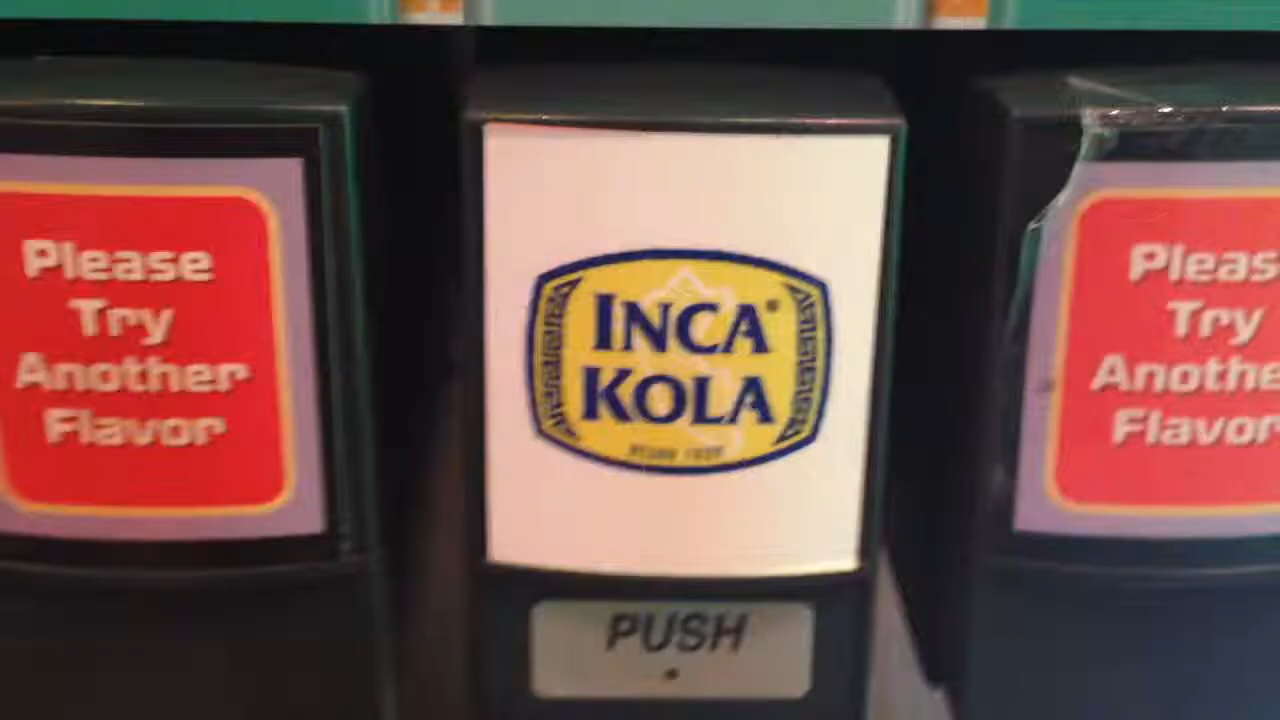 Please
Try
Another
Flavor
INCA®
KOLA
PUSH
Pleas
Try
Anothe
Flavor